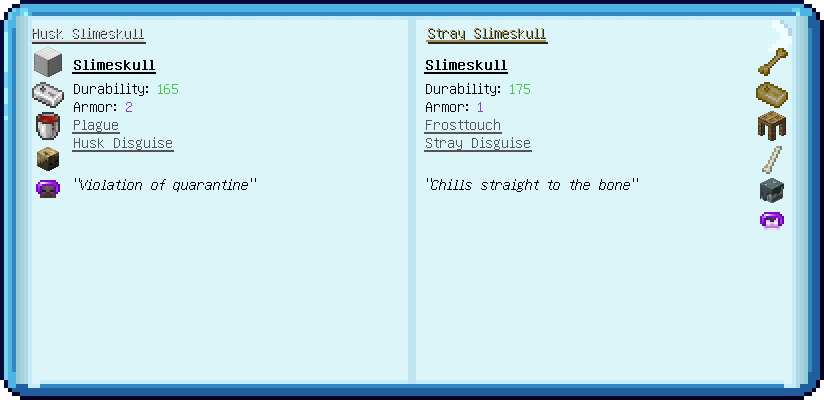 Husk Slimeskull
Slimeskull
Durability: 165
Armor: 2
Plague
Husk Disguise
"Violation of quarantine"
Stray Slimeskull
Slimeskull
Durability: 175
Armor: 1
Frosttouch
Stray Disguise
"Chills straight to the bone"